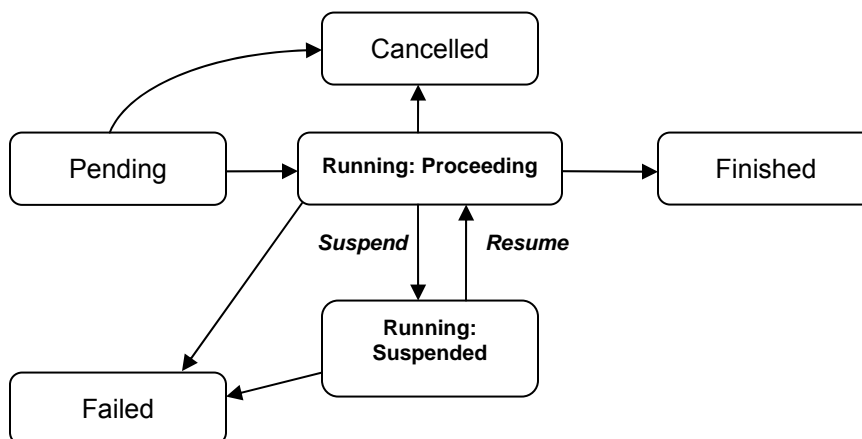 Cancelled
Pending
Running: Proceeding
Finished
Suspend
Resume
Running:
Suspended
Failed